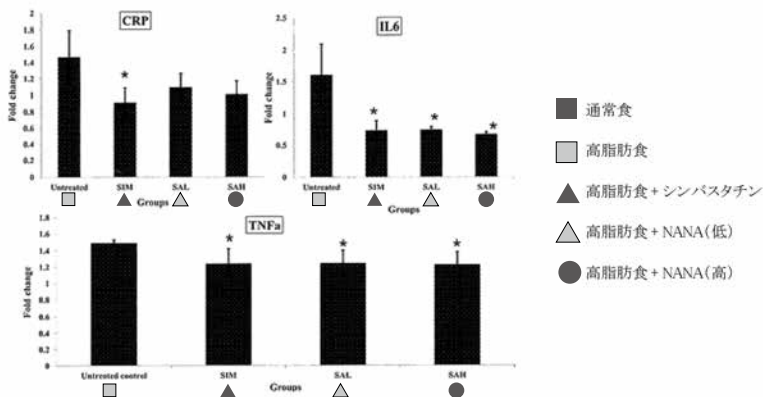 CRP
Fold change
2
1.8
1.6
1.4
1.2
1
0.8
0.6
0.4
0.2
0
*
Untreated SIM SAL SAH
Groups
IL6
Fold change
2.5
2
1.5
1
0.5
0
* * *
Untreated SIM SAL SAH
Groups
TNFa
Fold change
1.8
1.6
1.4
1.2
1
0.8
0.6
0.4
0.2
0
* * *
Untreated control SIM SAL SAH
Groups
通常食
高脂肪食
高脂肪食+シンバスタチン
高脂肪食+NANA(低)
高脂肪食+NANA(高)